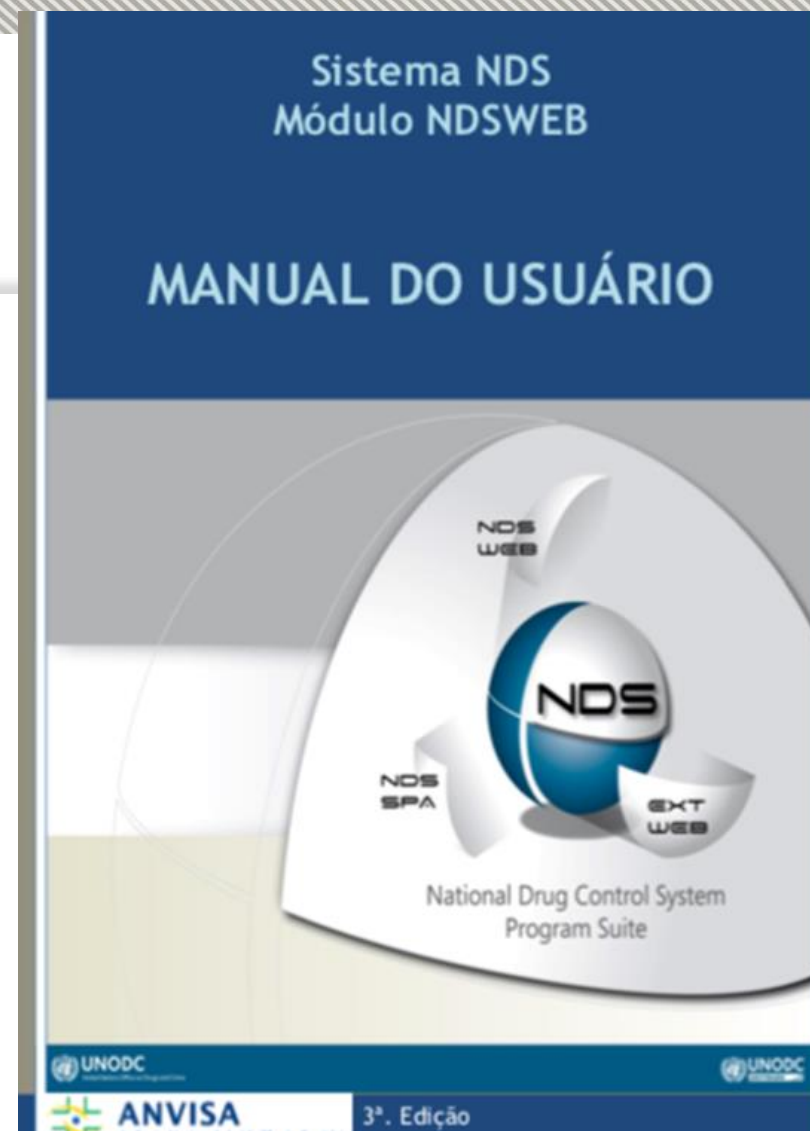 Sistema NDS
Módulo NDSWEB
MANUAL DO USUÁRIO
NDS
WEB
NDS
NDS
SPA
EXT
WEB
National Drug Control System
Program Suite
UNODC
UNODC
ANVISA
3ª. Edição